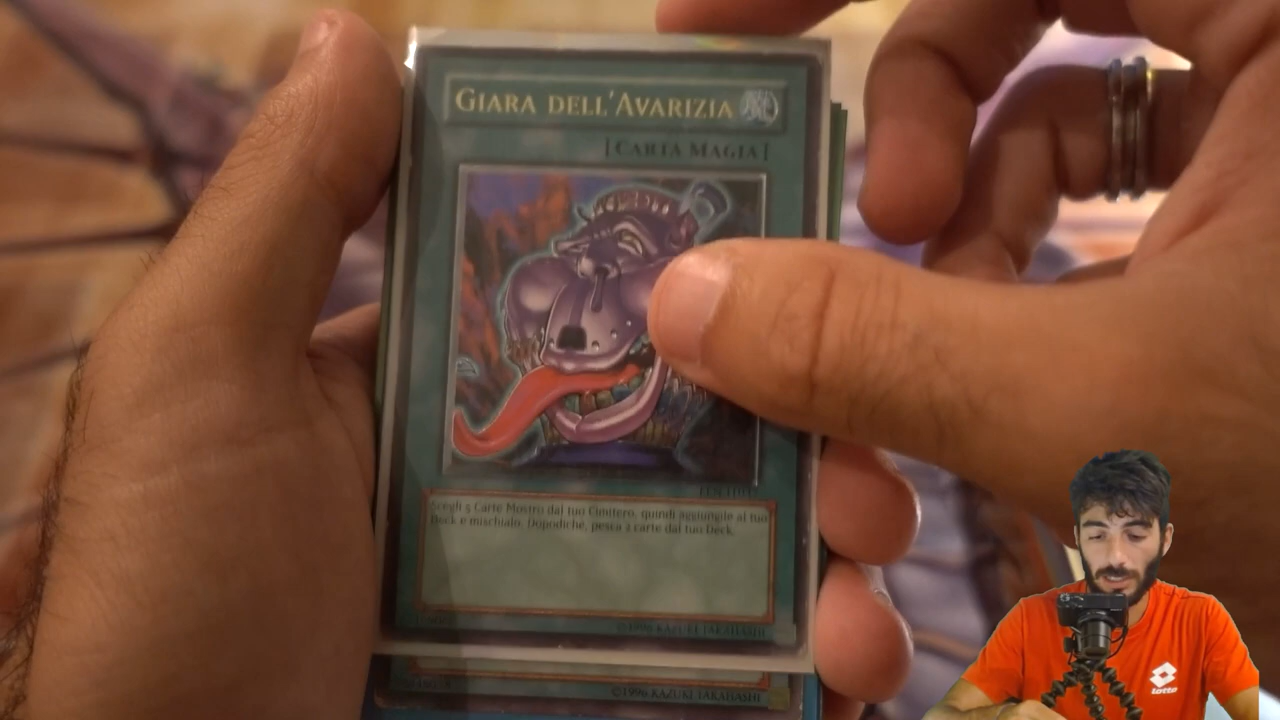 GIARA DELL'AVARIZIA
[CARTA MAGIA]
Scegli 5 Carte Mostro dal tuo Cimitero, quindi aggiungile al tuo
Deck e mischialo. Dopodiché, pesca 2 carte dal tuo Deck.
©1996 KAZUKI TAKAHASHI
©1996 KAZUKI TAKAHASHI
lotto